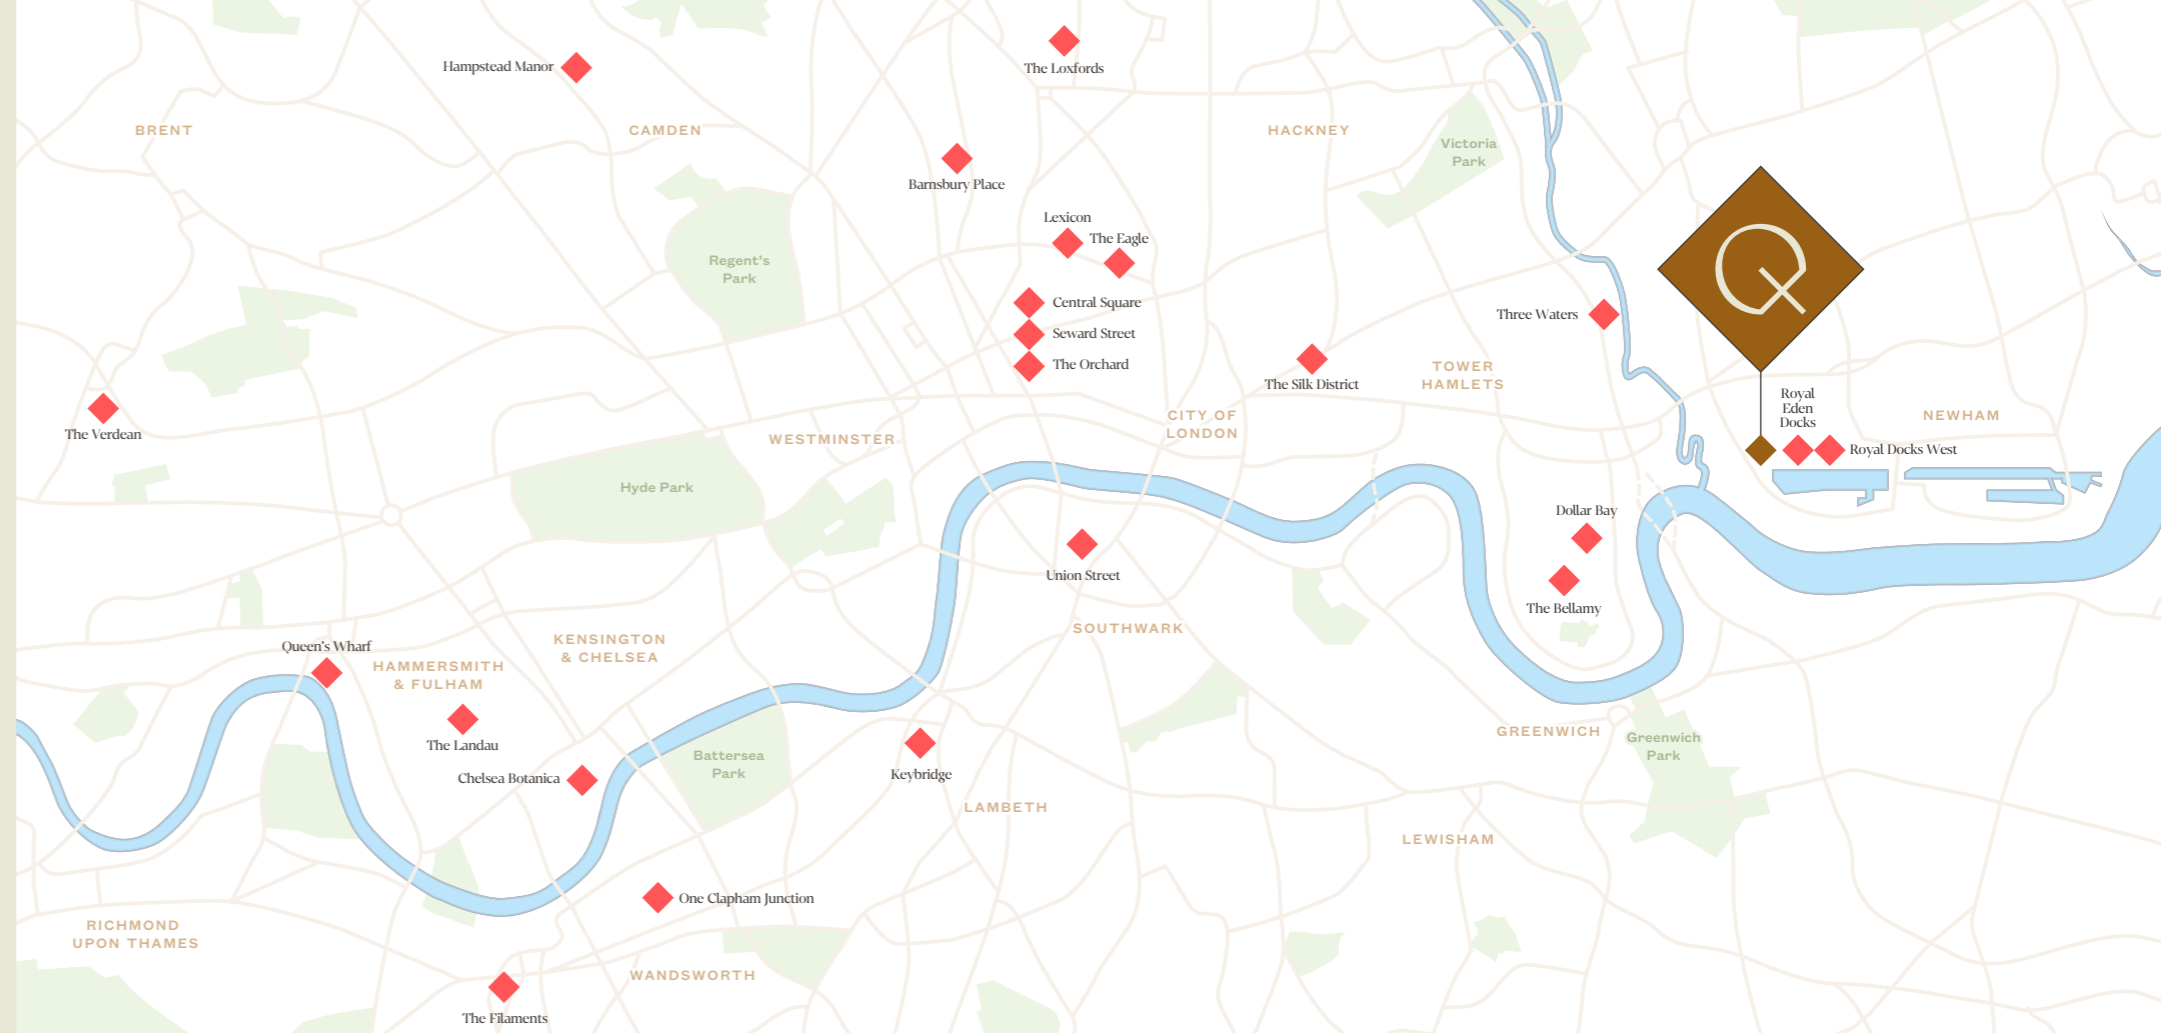 The Loxfords
Hampstead Manor
BRENT
CAMDEN
HACKNEY
Victoria
Park
Barnsbury Place
Lexicon
The Eagle
Regent's
Park
Central Square
Seward Street
The Orchard
Three Waters
Q
TOWER
HAMLETS
The Silk District
Royal
Eden
Docks
The Verdean
WESTMINSTER
CITY OF
LONDON
NEWHAM
Royal Docks West
Hyde Park
Dollar Bay
Union Street
The Bellamy
SOUTHWARK
Queen's Wharf
KENSINGTON
& CHELSEA
HAMMERSMITH
& FULHAM
The Landau
GREENWICH
Greenwich
Park
Battersea
Park
Chelsea Botanica
Keybridge
LAMBETH
LEWISHAM
One Clapham Junction
RICHMOND
UPON THAMES
WANDSWORTH
The Filaments